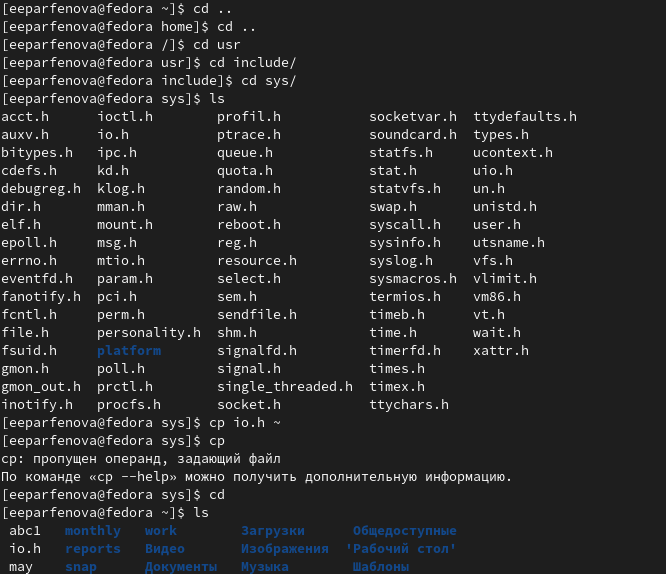 [eeparfenova@fedora ~]$ cd ..
[eeparfenova@fedora home]$ cd ..
[eeparfenova@fedora /]$ cd usr
[eeparfenova@fedora usr]$ cd include/
[eeparfenova@fedora include]$ cd sys/
[eeparfenova@fedora sys]$ ls
acct.h      ioctl.h        profil.h           socketvar.h  ttydefaults.h
auxv.h      io.h           ptrace.h           soundcard.h  types.h
bitypes.h   ipc.h          queue.h            statfs.h     ucontext.h
cdefs.h     kd.h           quota.h            stat.h       uio.h
debugreg.h  klog.h         random.h           statvfs.h    un.h
dir.h       mman.h         raw.h              swap.h       unistd.h
elf.h       mount.h        reboot.h           syscall.h    user.h
epoll.h     msg.h          reg.h              sysinfo.h    utsname.h
errno.h     mtio.h         resource.h         syslog.h     vfs.h
eventfd.h   param.h        select.h           sysmacros.h  vlimit.h
fanotify.h  pci.h          sem.h              termios.h    vm86.h
fcntl.h     perm.h         sendfile.h         timeb.h      vt.h
file.h      personality.h  shm.h              time.h       wait.h
fsuid.h     platform       signalfd.h         timerfd.h    xattr.h
gmon.h      poll.h         signal.h           times.h
gmon_out.h  prctl.h        single_threaded.h  timex.h
inotify.h   procfs.h       socket.h           ttychars.h
[eeparfenova@fedora sys]$ cp io.h ~
[eeparfenova@fedora sys]$ cp
cp: пропущен операнд, задающий файл
По команде «cp --help» можно получить дополнительную информацию.
[eeparfenova@fedora sys]$ cd
[eeparfenova@fedora ~]$ ls
abc1   monthly   work        Загрузки      Общедоступные
io.h   reports   Видео       Изображения  'Рабочий стол'
may    snap      Документы   Музыка        Шаблоны